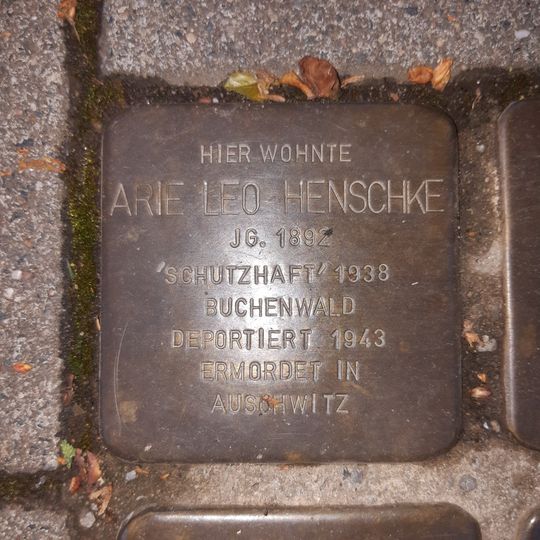 HIER WOHNTE
ARIE LEO HENSCHKE
JG. 1892
SCHUTZHAFT 1938
BUCHENWALD
DEPORTIERT 1943
ERMORDET IN
AUSCHWITZ